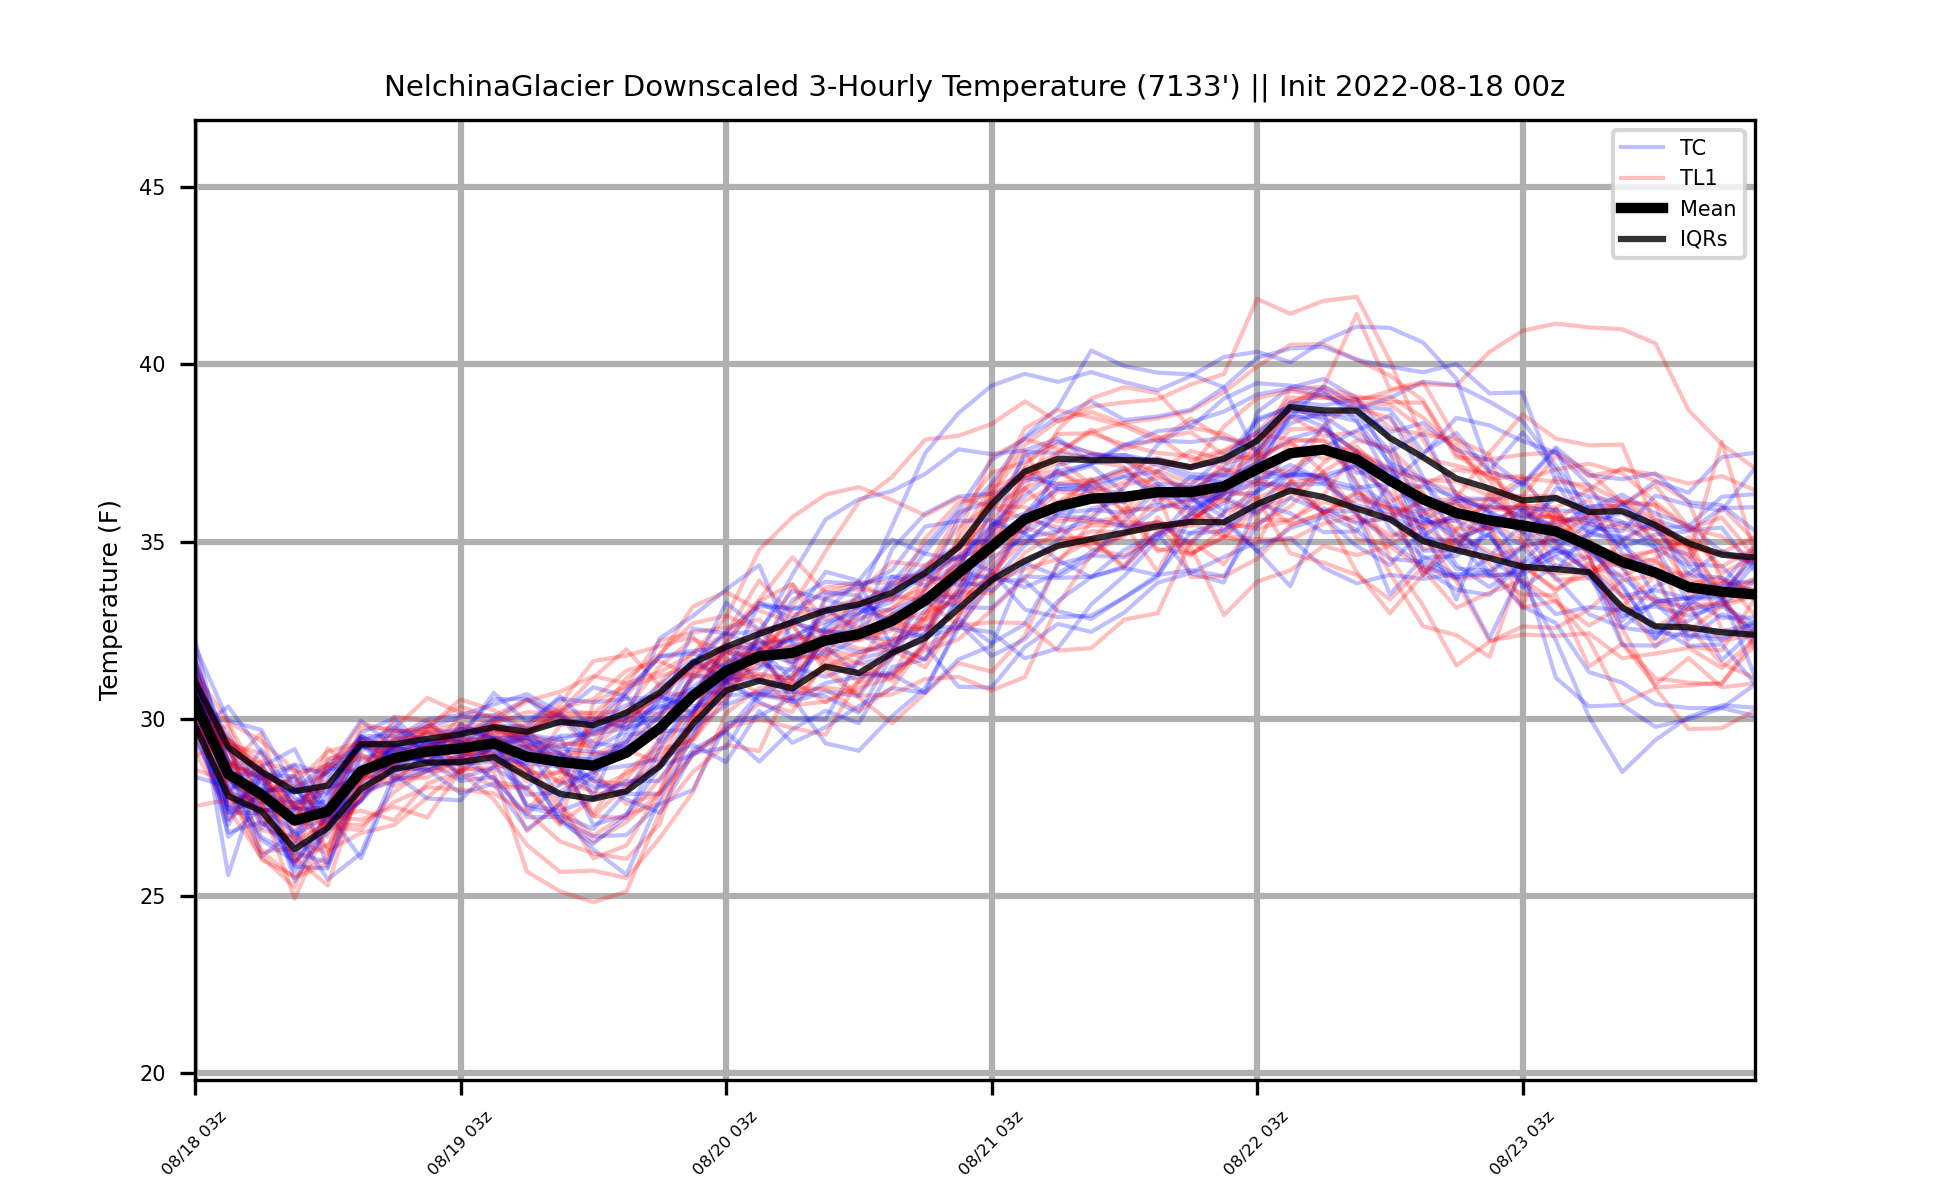 NelchinaGlacier Downscaled 3-Hourly Temperature (7133') || Init 2022-08-18 00z
TC
TL1
Mean
IQRs
Temperature (F)
45
40
35
30
25
20
08/18 03z
08/19 03z
08/20 03z
08/21 03z
08/22 03z
08/23 03z